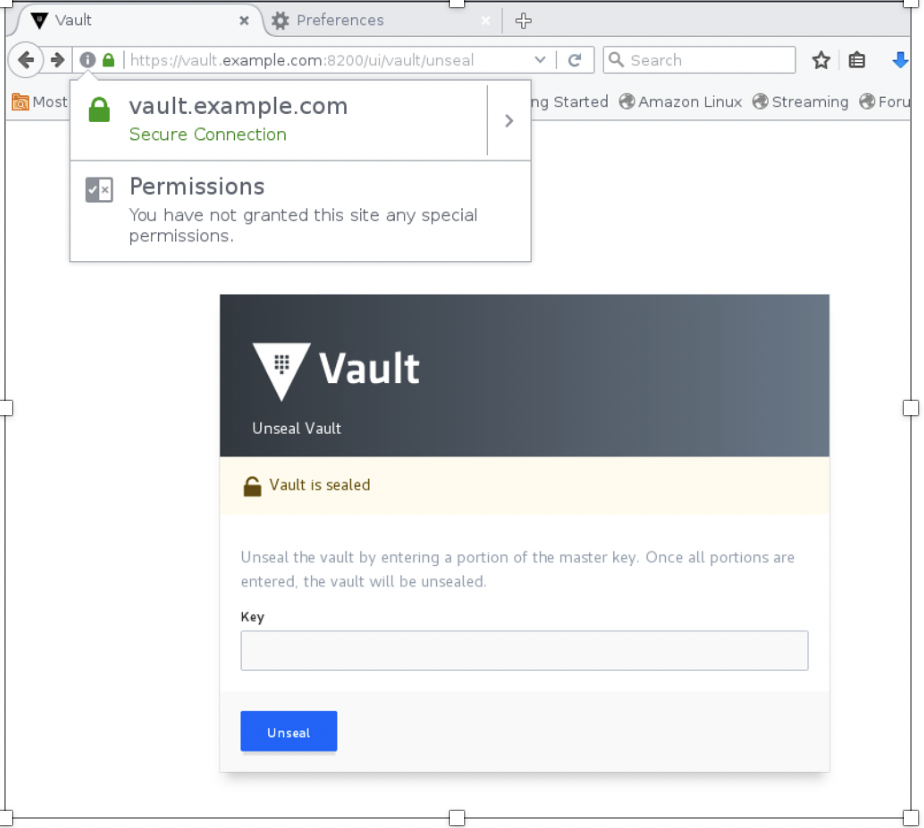 Vault
Preferences
https://vault.example.com:8200/ui/vault/unseal
Search
Most
ng Started
Amazon Linux
Streaming
Foru
vault.example.com
Secure Connection
Permissions
You have not granted this site any special
permissions.
Vault
Unseal Vault
Vault is sealed
Unseal the vault by entering a portion of the master key. Once all portions are
entered, the vault will be unsealed.
Key
Unseal